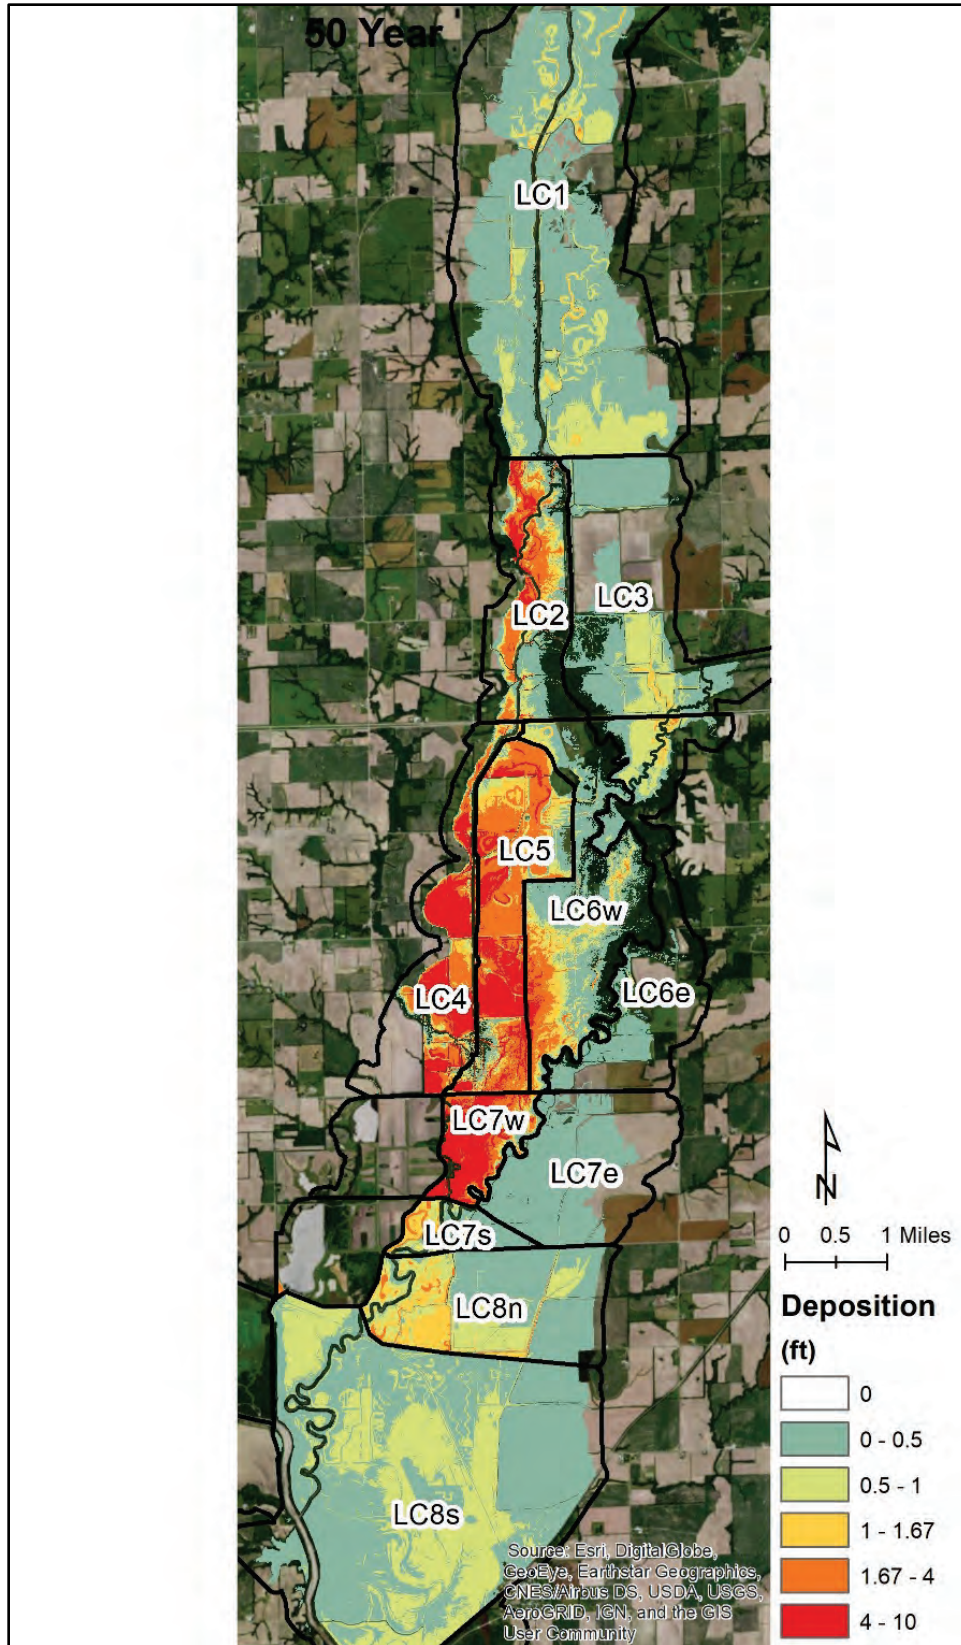 50 Year
LC1
LC2
LC3
LC5
LC6w
LC4
LC6e
LC7w
LC7e
LC7s
LC8n
LC8s
N
0 0.5 1 Miles
Deposition
(ft)
0
0 - 0.5
0.5 - 1
1 - 1.67
1.67 - 4
4 - 10
Source: Esri, DigitalGlobe,
GeoEye, Earthstar Geographics,
CNES/Airbus DS, USDA, USGS,
AeroGRID, IGN, and the GIS
User Community